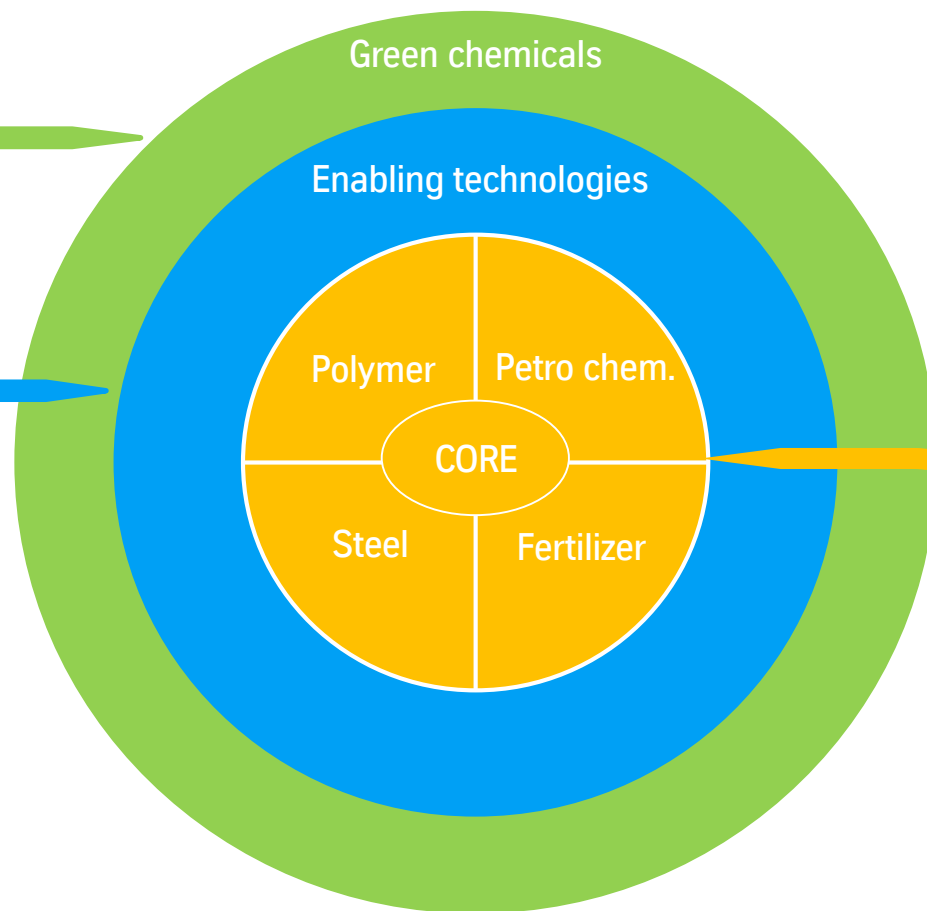 Green chemicals
Enabling technologies
Polymer
Petro chem.
CORE
Steel
Fertilizer